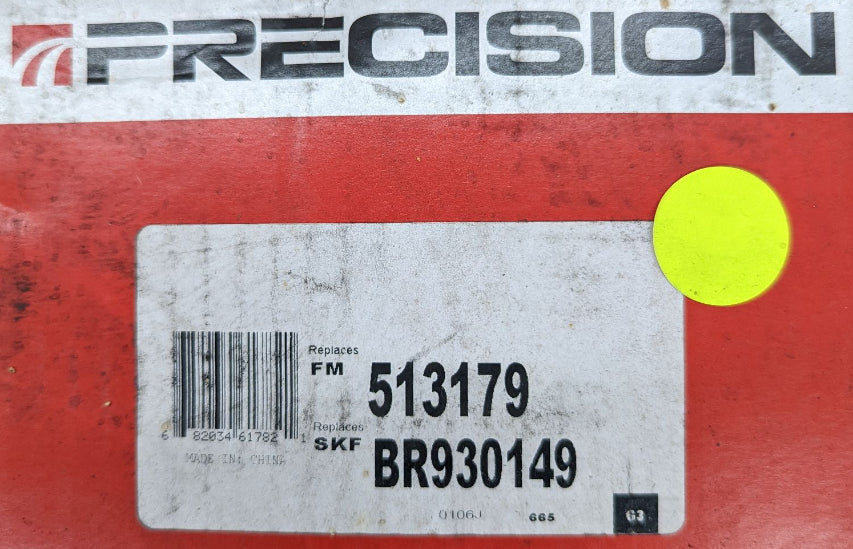 PRECISION
Replaces
FM 513179
6 82034 61782 1
Replaces
SKF BR930149
MADE IN: CHINA
0106J 665 63